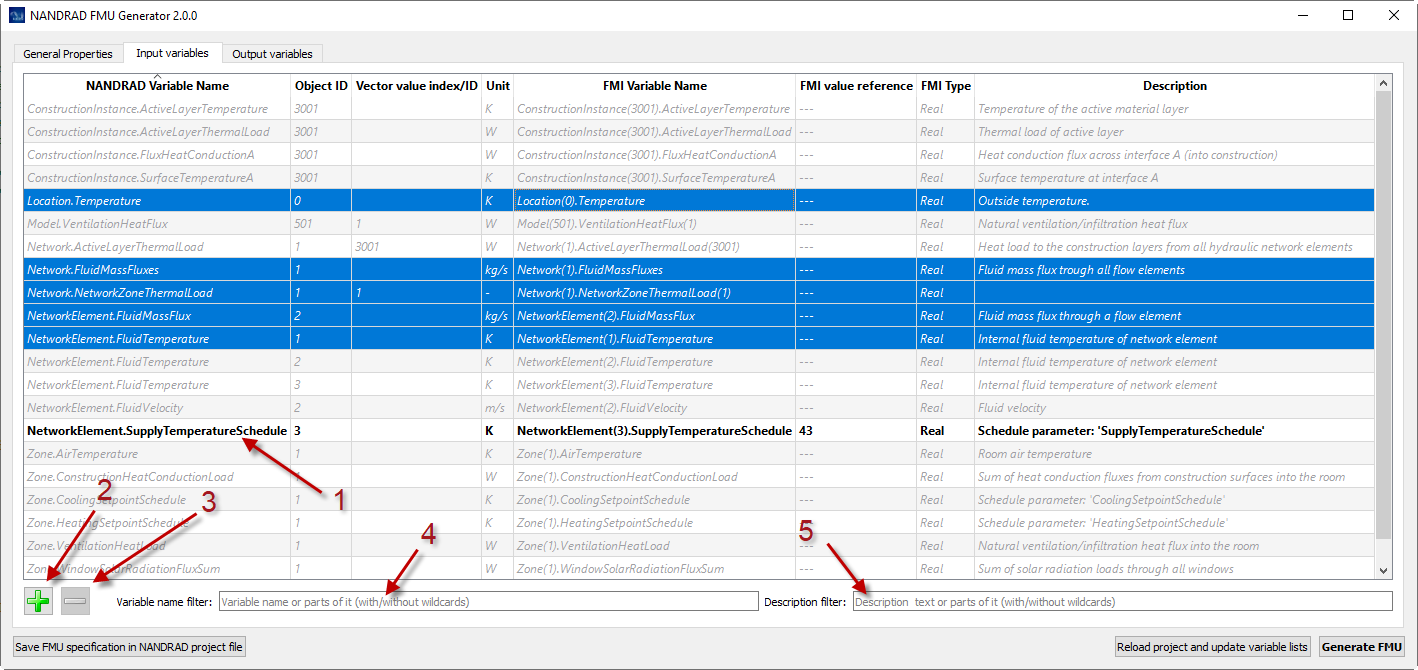 NANDRAD FMU Generator 2.0.0
General Properties Input variables Output variables
NANDRAD Variable Name Object ID Vector value index/ID Unit FMI Variable Name FMI value reference FMI Type Description
ConstructionInstance.ActiveLayerTemperature 3001 K ConstructionInstance(3001).ActiveLayerTemperature --- Real Temperature of the active material layer
ConstructionInstance.ActiveLayerThermalLoad 3001 W ConstructionInstance(3001).ActiveLayerThermalLoad --- Real Thermal load of active layer
ConstructionInstance.FluxHeatConductionA 3001 W ConstructionInstance(3001).FluxHeatConductionA --- Real Heat conduction flux across interface A (into construction)
ConstructionInstance.SurfaceTemperatureA 3001 K ConstructionInstance(3001).SurfaceTemperatureA --- Real Surface temperature at interface A
Location.Temperature 0 K Location(0).Temperature --- Real Outside temperature.
Model.VentilationHeatFlux 501 1 W Model(501).VentilationHeatFlux(1) --- Real Natural ventilation/infiltration heat flux
Network.ActiveLayerThermalLoad 1 3001 W Network(1).ActiveLayerThermalLoad(3001) --- Real Heat load to the construction layers from all hydraulic network elements
Network.FluidMassFluxes 1 kg/s Network(1).FluidMassFluxes --- Real Fluid mass flux trough all flow elements
Network.NetworkZoneThermalLoad 1 1 - Network(1).NetworkZoneThermalLoad(1) --- Real
NetworkElement.FluidMassFlux 2 kg/s NetworkElement(2).FluidMassFlux --- Real Fluid mass flux through a flow element
NetworkElement.FluidTemperature 1 K NetworkElement(1).FluidTemperature --- Real Internal fluid temperature of network element
NetworkElement.FluidTemperature 2 K NetworkElement(2).FluidTemperature --- Real Internal fluid temperature of network element
NetworkElement.FluidTemperature 3 K NetworkElement(3).FluidTemperature --- Real Internal fluid temperature of network element
NetworkElement.FluidVelocity 2 m/s NetworkElement(2).FluidVelocity --- Real Fluid velocity
NetworkElement.SupplyTemperatureSchedule 3 K NetworkElement(3).SupplyTemperatureSchedule 43 Real Schedule parameter: 'SupplyTemperatureSchedule'
Zone.AirTemperature 1 K Zone(1).AirTemperature --- Real Room air temperature
Zone.ConstructionHeatConductionLoad 1 W Zone(1).ConstructionHeatConductionLoad --- Real Sum of heat conduction fluxes from construction surfaces into the room
Zone.CoolingSetpointSchedule 1 K Zone(1).CoolingSetpointSchedule --- Real Schedule parameter: 'CoolingSetpointSchedule'
Zone.HeatingSetpointSchedule 1 K Zone(1).HeatingSetpointSchedule --- Real Schedule parameter: 'HeatingSetpointSchedule'
Zone.VentilationHeatLoad 1 W Zone(1).VentilationHeatLoad --- Real Natural ventilation/infiltration heat flux into the room
Zone.WindowSolarRadiationFluxSum 1 W Zone(1).WindowSolarRadiationFluxSum --- Real Sum of solar radiation loads through all windows
1
2
3
4
5
Variable name filter: Variable name or parts of it (with/without wildcards) Description filter: Description text or parts of it (with/without wildcards)
Save FMU specification in NANDRAD project file Reload project and update variable lists Generate FMU